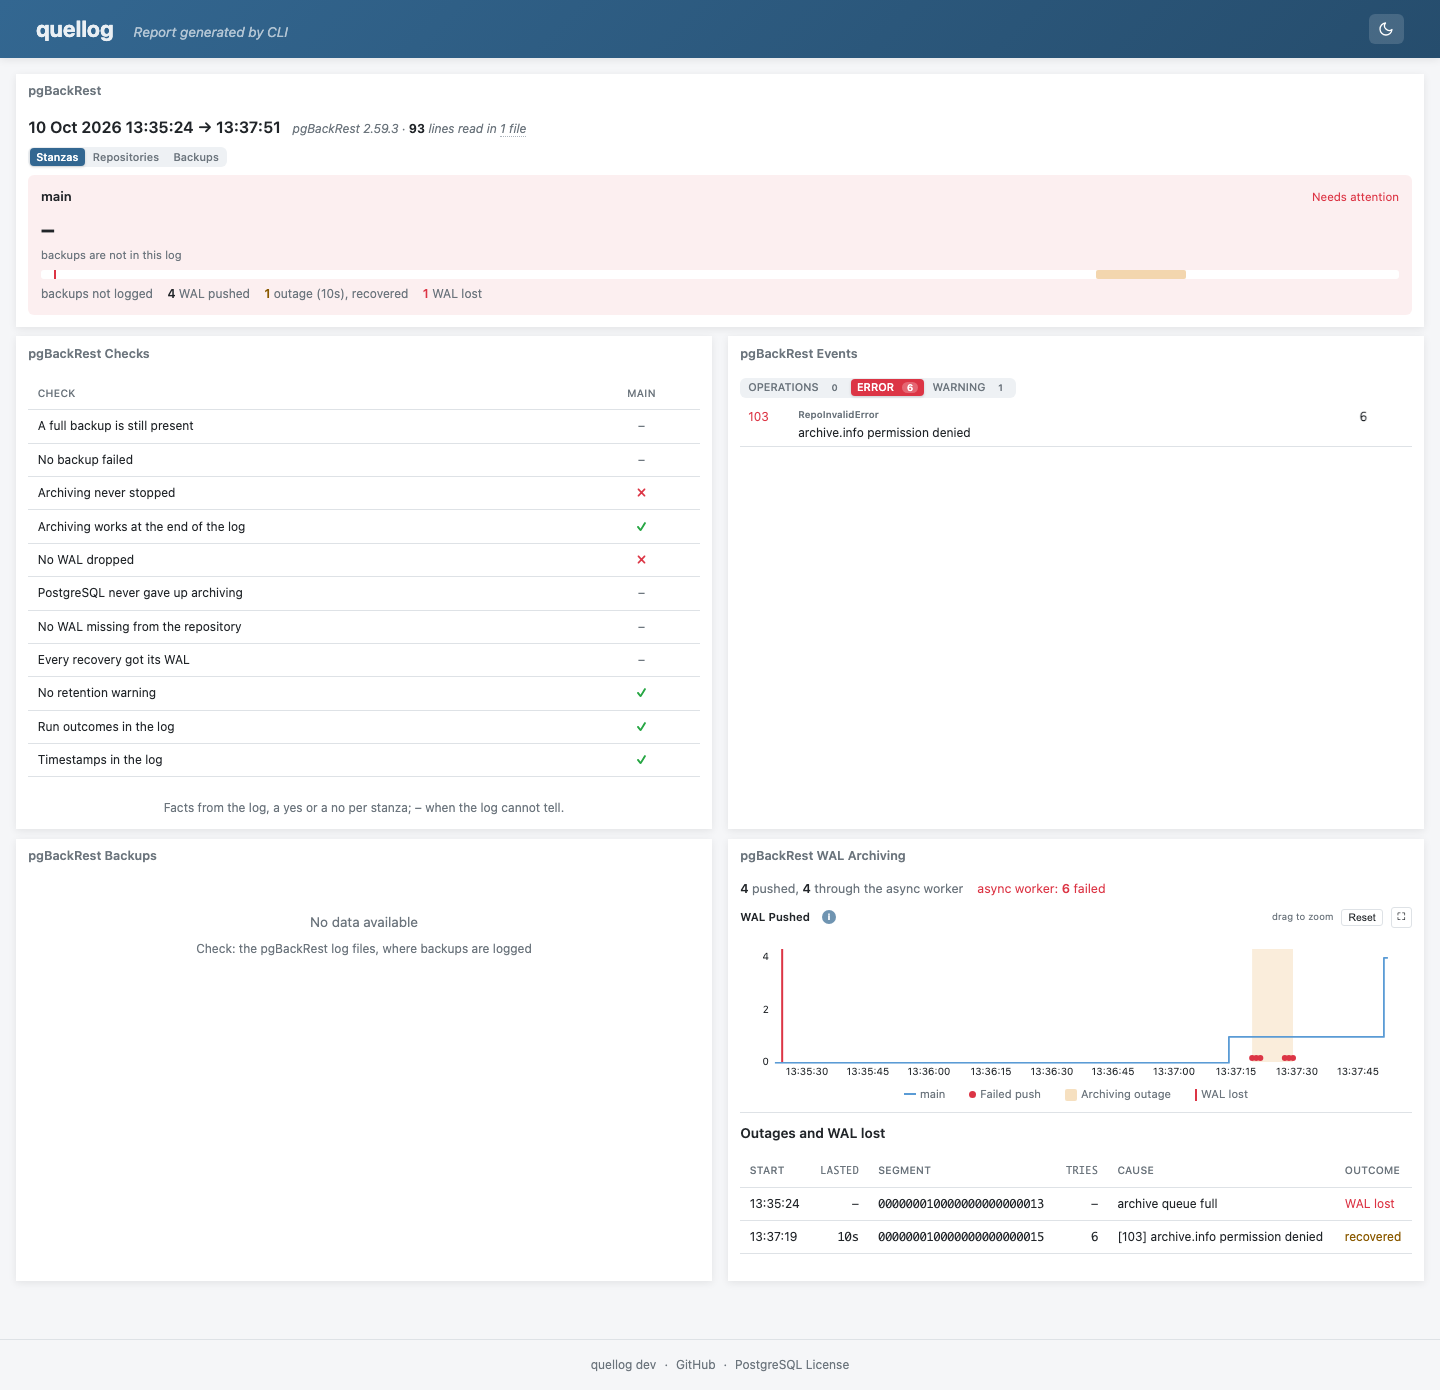 quellog Report generated by CLI
pgBackRest
10 Oct 2026 13:35:24 → 13:37:51 pgBackRest 2.59.3 · 93 lines read in 1 file
Stanzas Repositories Backups
main Needs attention
–
backups are not in this log
backups not logged 4 WAL pushed 1 outage (10s), recovered 1 WAL lost
pgBackRest Checks
CHECK MAIN
A full backup is still present –
No backup failed –
Archiving never stopped ✕
Archiving works at the end of the log ✓
No WAL dropped ✕
PostgreSQL never gave up archiving –
No WAL missing from the repository –
Every recovery got its WAL –
No retention warning ✓
Run outcomes in the log ✓
Timestamps in the log ✓
Facts from the log, a yes or a no per stanza; – when the log cannot tell.
pgBackRest Events
OPERATIONS 0 ERROR 6 WARNING 1
103 RepoInvalidError 6
archive.info permission denied
pgBackRest Backups
No data available
Check: the pgBackRest log files, where backups are logged
pgBackRest WAL Archiving
4 pushed, 4 through the async worker async worker: 6 failed
WAL Pushed i drag to zoom Reset
4
2
0
13:35:30 13:35:45 13:36:00 13:36:15 13:36:30 13:36:45 13:37:00 13:37:15 13:37:30 13:37:45
main Failed push Archiving outage WAL lost
Outages and WAL lost
START LASTED SEGMENT TRIES CAUSE OUTCOME
13:35:24 – 000000010000000000000013 – archive queue full WAL lost
13:37:19 10s 000000010000000000000015 6 [103] archive.info permission denied recovered
quellog dev · GitHub · PostgreSQL License